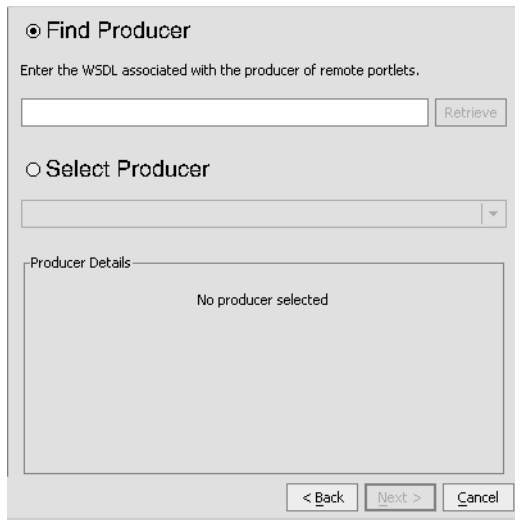 Find Producer
Enter the WSDL associated with the producer of remote portlets.
Retrieve
Select Producer
Producer Details
No producer selected
< Back Next > Cancel